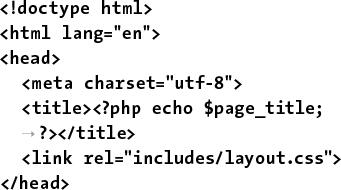 <!doctype html>
<html lang="en">
<head>
  <meta charset="utf-8">
  <title><?php echo $page_title;
  → ?></title>
  <link rel="includes/layout.css">
</head>